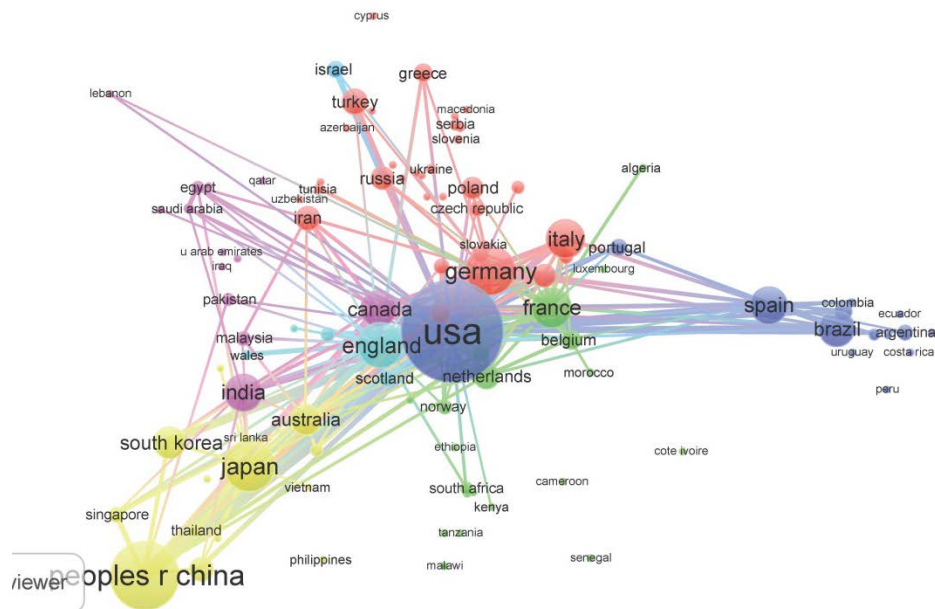 cyprus
israel
greece
lebanon
turkey
macedonia
azerbaijan
serbia
slovenia
ukraine
algeria
egypt
qatar
tunisia
russia
poland
uzbekistan
saudi arabia
iran
czech republic
slovakia
italy
portugal
u arab emirates
iraq
germany
luxembourg
pakistan
canada
france
spain
colombia
ecuador
usa
brazil
argentina
malaysia
england
belgium
wales
uruguay
costa rica
scotland
netherlands
morocco
india
peru
norway
australia
south korea
sri lanka
ethiopia
cote ivoire
japan
vietnam
south africa
cameroon
singapore
kenya
thailand
tanzania
philippines
malawi
senegal
peoples r china
viewer